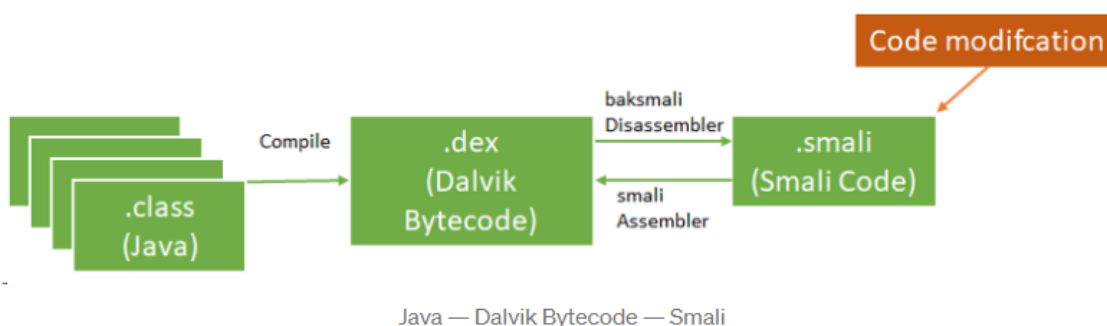 Code modifcation
baksmali
Disassembler
Compile
.dex
(Dalvik
Bytecode)
.smali
(Smali Code)
smali
Assembler
.class
(Java)
Java — Dalvik Bytecode — Smali